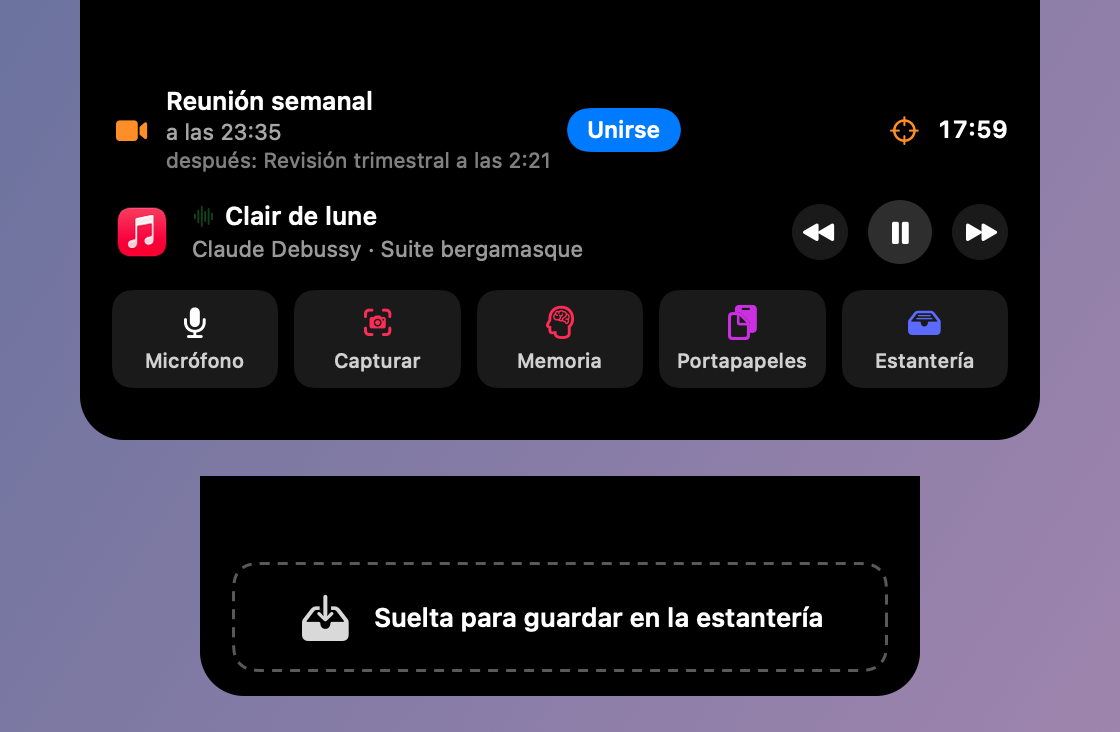 Reunión semanal
a las 23:35
después: Revisión trimestral a las 2:21
Unirse
17:59
Clair de lune
Claude Debussy · Suite bergamasque
Micrófono
Capturar
Memoria
Portapapeles
Estantería
Suelta para guardar en la estantería